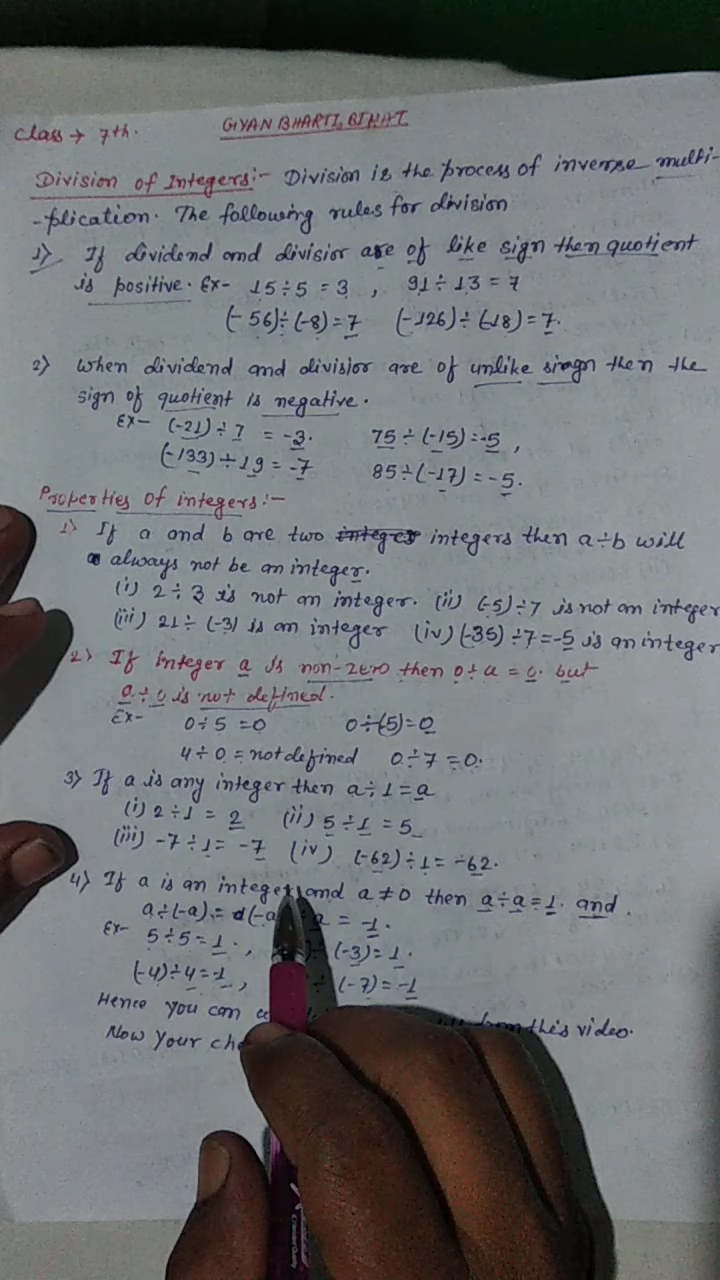 class → 7th. GYAN BHARTI, BIHAT
Division of Integers:- Division is the process of inverse multi-
-plication. The following rules for division
1) If dividend and divisior are of like sign then quotient
is positive. Ex- 15÷5 = 3 , 91÷13 = 7
(-56)÷(-8)=7 (-126)÷(-18)=7.
2) When dividend and divisior are of unlike singn then the
sign of quotient is negative.
Ex- (-21)÷7 = -3. 75÷(-15)=-5 ,
(-133)÷19 = -7 85÷(-17)=-5.
Properties of integers:-
1) If a and b are two integers then a÷b will
always not be an integer.
(i) 2÷3 is not an integer. (ii) (-5)÷7 is not an integer
(iii) 21÷(-3) is an integer (iv) (-35)÷7=-5 is an integer
2) If integer a is non-zero then 0÷a = 0. but
0÷0 is not defined.
Ex- 0÷5 =0 0÷(5)=0
4÷0 = not defined 0÷7 =0.
3) If a is any integer then a÷1=a
(i) 2÷1 = 2 (ii) 5÷1 = 5
(iii) -7÷1= -7 (iv) (-62)÷1=-62.
4) If a is an integer and a≠0 then a÷a=1. and
a÷(-a)= (-a a = -1.
Ex- 5÷5=1. , ÷ (-3)=1.
(-4)÷4=-1, ÷ (-7)=-1
Hence you can from this video.
Now your